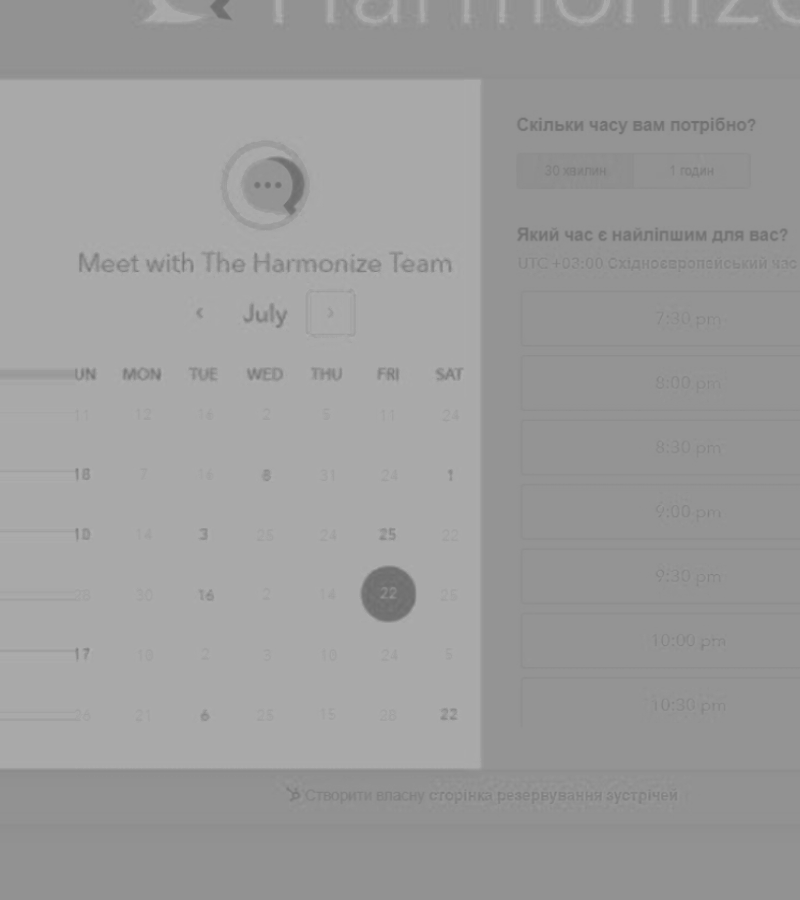 Harmonize
Meet with The Harmonize Team
July
UN MON TUE WED THU FRI SAT
11 12 16 2 5 11 24
16 7 16 8 31 24 1
10 14 3 25 24 25 22
28 30 16 2 14 22 25
17 18 2 3 18 24 5
26 21 6 25 15 28 22
Скільки часу вам потрібно?
30 хвилин 1 годин
Який час є найліпшим для вас?
UTC +03:00 Східноєвропейський час
7:30 pm
8:00 pm
8:30 pm
9:00 pm
9:30 pm
10:00 pm
10:30 pm
Створити власну сторінка резервування зустрічей